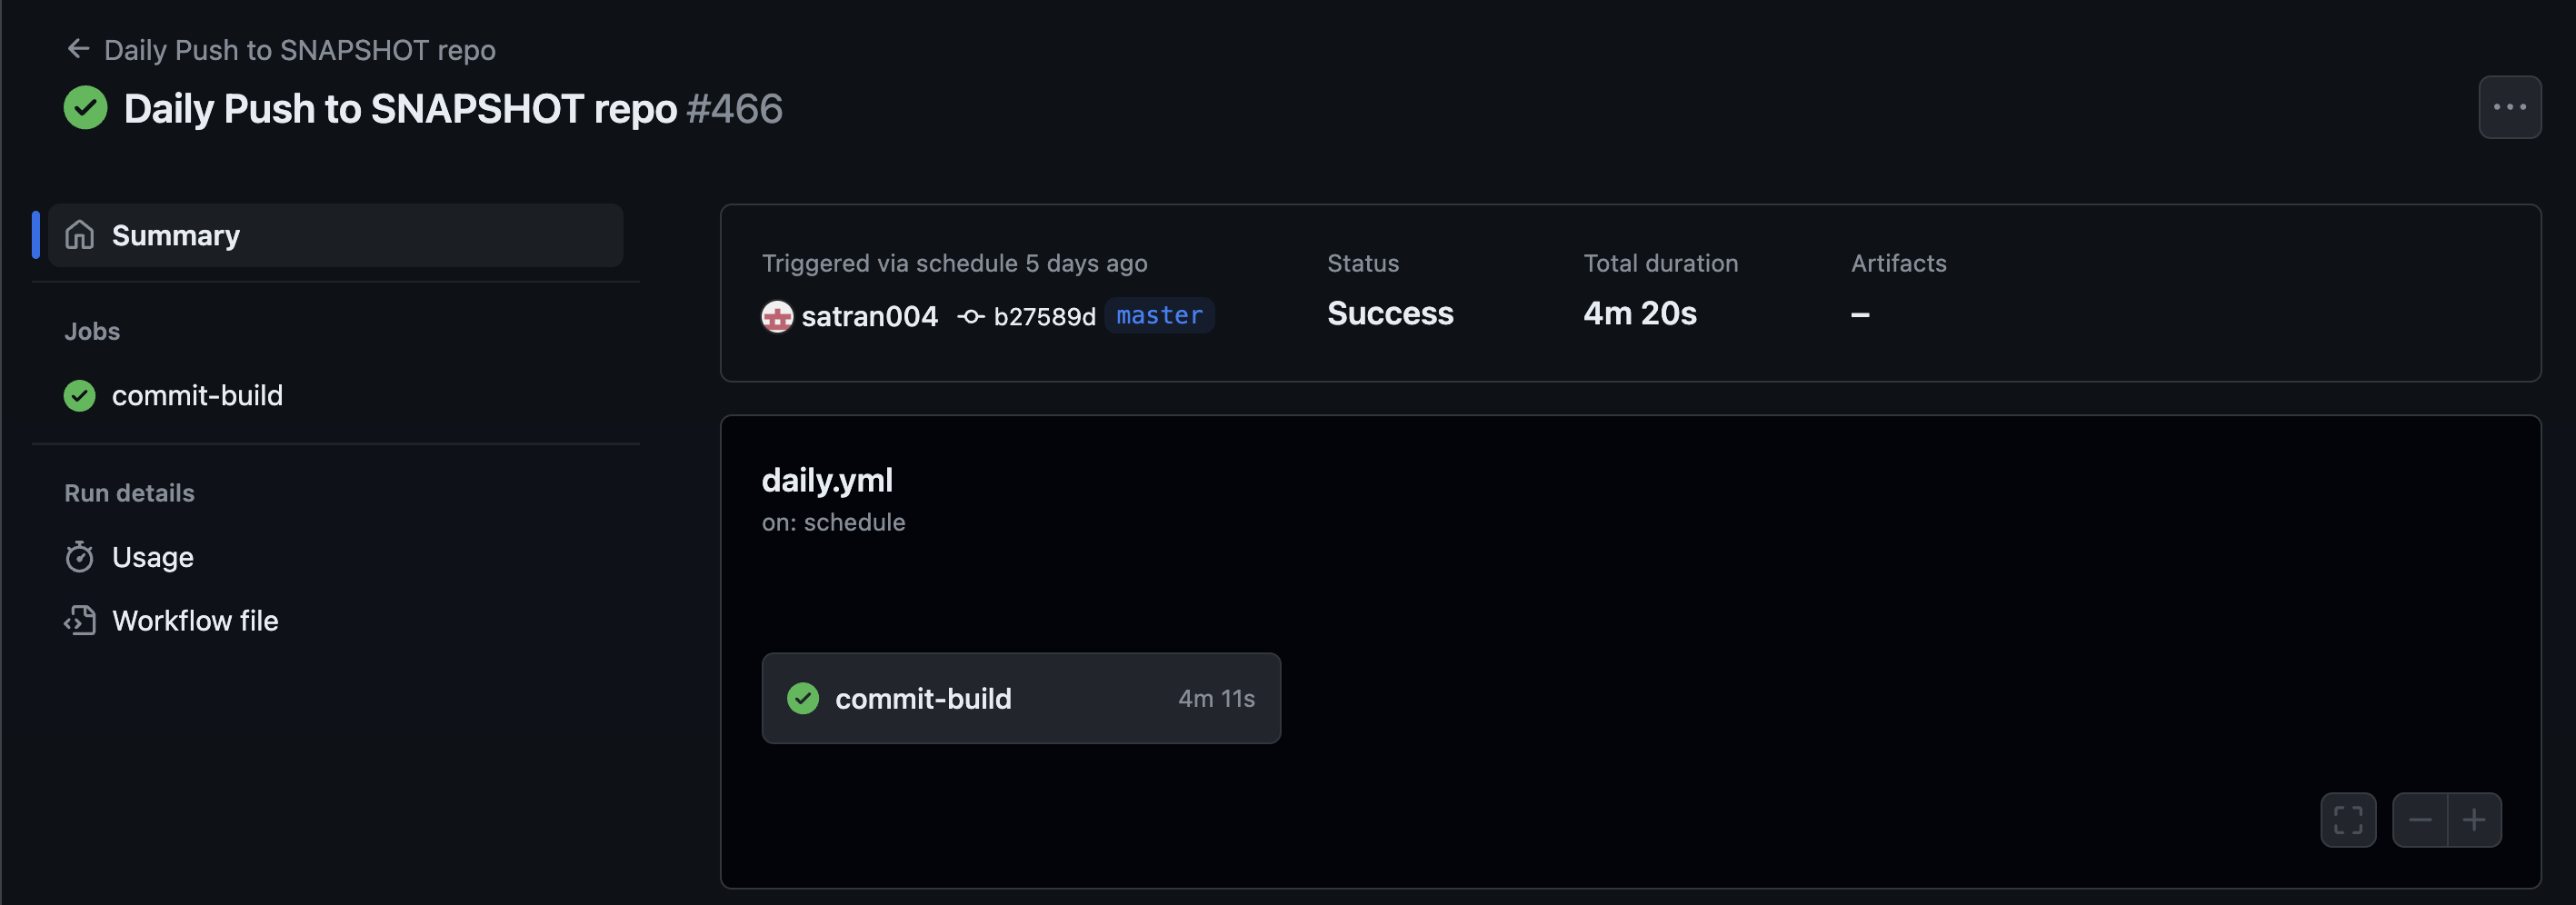 Daily Push to SNAPSHOT repo
Daily Push to SNAPSHOT repo #466
Summary
Jobs
commit-build
Run details
Usage
Workflow file
Triggered via schedule 5 days ago
satran004 b27589d master
Status
Success
Total duration
4m 20s
Artifacts
–
daily.yml
on: schedule
commit-build 4m 11s